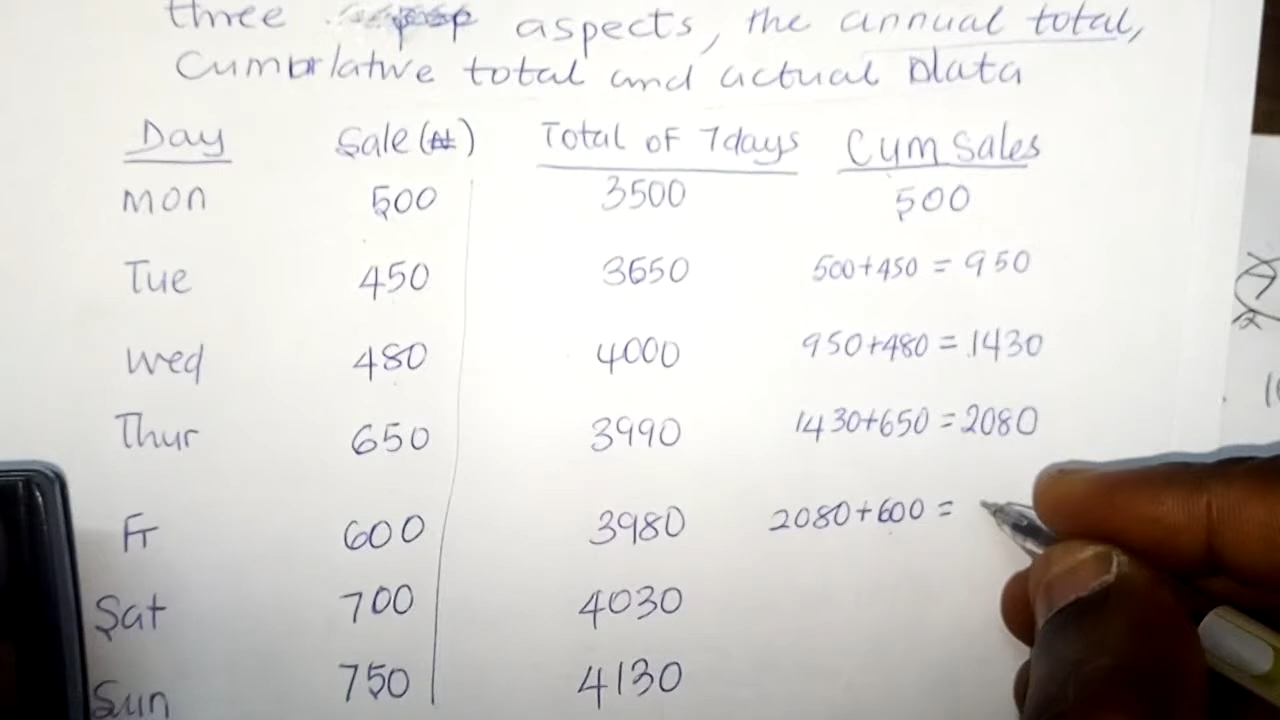 three aspects, the annual total,
Cumbrlative total and actual Data
Day Sale (₦) Total of 7days Cym Sales
Mon 500 3500 500
Tue 450 3650 500+450 = 950
Wed 480 4000 950+480 = 1430
Thur 650 3990 1430+650 = 2080
Fr 600 3980 2080+600 =
Sat 700 4030
Sun 750 4130